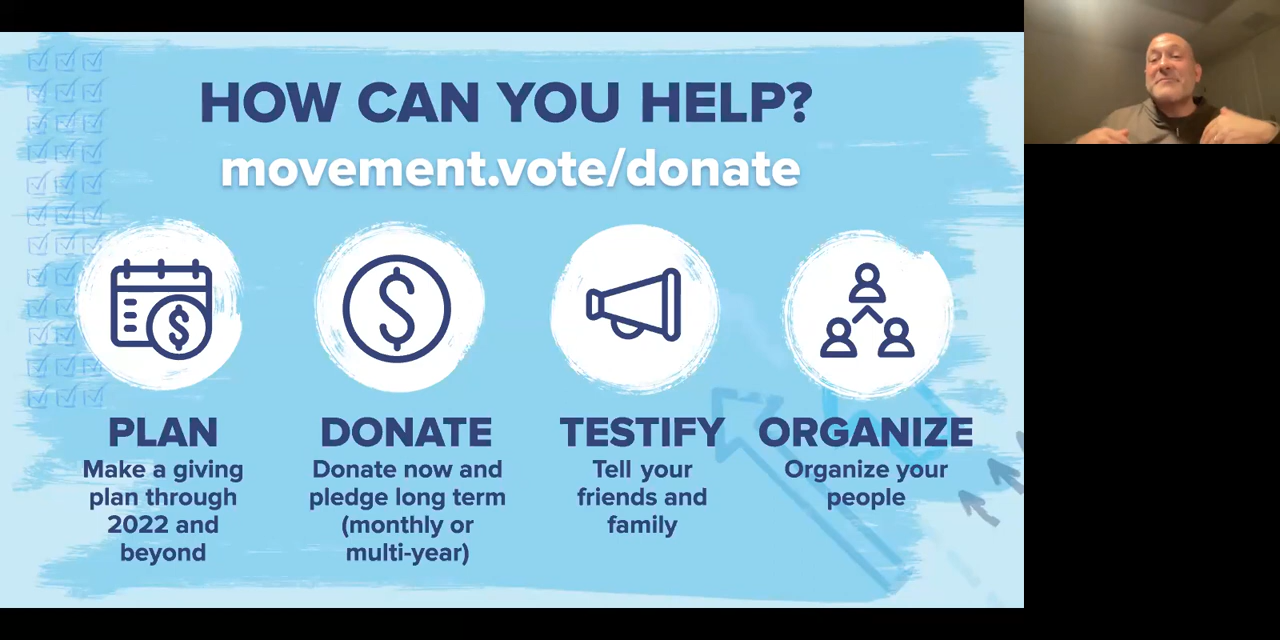 HOW CAN YOU HELP?
movement.vote/donate
PLAN
Make a giving
plan through
2022 and
beyond
DONATE
Donate now and
pledge long term
(monthly or
multi-year)
TESTIFY
Tell your
friends and
family
ORGANIZE
Organize your
people